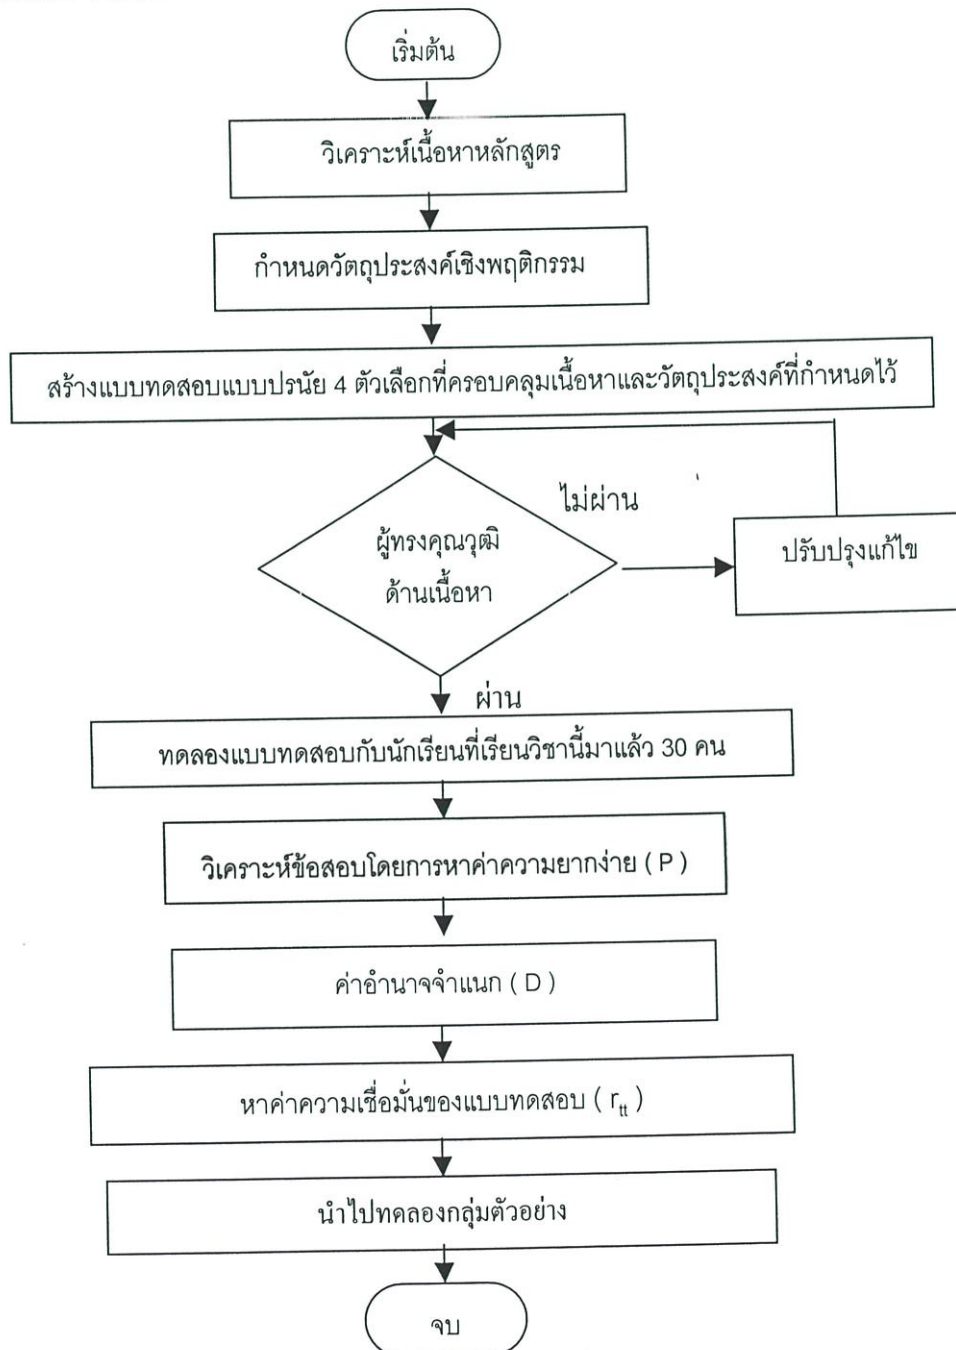 เริ่มต้น
วิเคราะห์เนื้อหาหลักสูตร
กำหนดวัตถุประสงค์เชิงพฤติกรรม
สร้างแบบทดสอบแบบปรนัย 4 ตัวเลือกที่ครอบคลุมเนื้อหาและวัตถุประสงค์ที่กำหนดไว้
ไม่ผ่าน
ผู้ทรงคุณวุฒิ
ด้านเนื้อหา
ปรับปรุงแก้ไข
ผ่าน
ทดลองแบบทดสอบกับนักเรียนที่เรียนวิชานี้มาแล้ว 30 คน
วิเคราะห์ข้อสอบโดยการหาค่าความยากง่าย ( P )
ค่าอำนาจจำแนก ( D )
หาค่าความเชื่อมั่นของแบบทดสอบ ( rtt )
นำไปทดลองกลุ่มตัวอย่าง
จบ